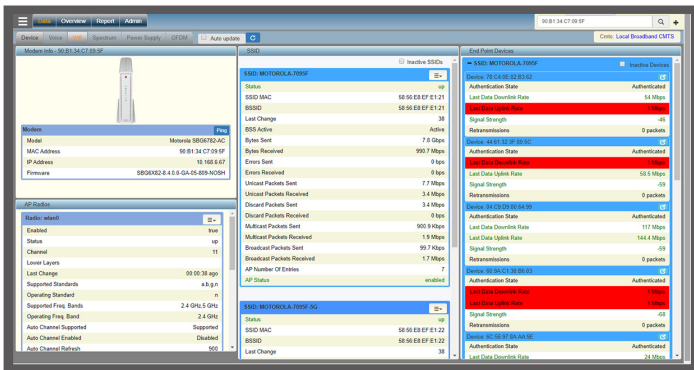 Data Overview Report Admin
90:B1:34:C7:09:5F
Device Voice Wifi Spectrum Power Supply OFDM Auto update
Cmts: Local Broadband CMTS
Modem Info - 90:B1:34:C7:09:5F
Modem Ping
Model Motorola SBG6782-AC
MAC Address 90:B1:34:C7:09:5F
IP Address 10.168.6.67
Firmware SBG6X82-8.4.0.0-GA-05-809-NOSH
AP Radios
Radio: wlan0
Enabled true
Status up
Channel 11
Lower Layers
Last Change 00:00:38 ago
Supported Standards a,b,g,n
Operating Standard n
Supported Freq. Bands 2.4 GHz,5 GHz
Operating Freq. Band 2.4 GHz
Auto Channel Supported Supported
Auto Channel Enabled Disabled
Auto Channel Refresh 900
SSID
Inactive SSIDs
SSID: MOTOROLA-7095F
Status up
SSID MAC 58:56:E8:EF:E1:21
BSSID 58:56:E8:EF:E1:21
Last Change 38
BSS Active Active
Bytes Sent 7.8 Gbps
Bytes Received 990.7 Mbps
Errors Sent 0 bps
Errors Received 0 bps
Unicast Packets Sent 7.7 Mbps
Unicast Packets Received 3.4 Mbps
Discard Packets Sent 3.4 Mbps
Discard Packets Received 0 bps
Multicast Packets Sent 900.9 Kbps
Multicast Packets Received 1.9 Mbps
Broadcast Packets Sent 99.7 Kbps
Broadcast Packets Received 1.7 Mbps
AP Number Of Entries 7
AP Status enabled
SSID: MOTOROLA-7095F-5G
Status up
SSID MAC 58:56:E8:EF:E1:22
BSSID 58:56:E8:EF:E1:22
Last Change 38
End Point Devices
SSID: MOTOROLA-7095F Inactive Devices
Device: 78:C4:0E:02:B3:62
Authentication State Authenticated
Last Data Downlink Rate 54 Mbps
Last Data Uplink Rate 1 Mbps
Signal Strength -46
Retransmissions 0 packets
Device: 44:61:32:3F:89:5C
Authentication State Authenticated
Last Data Downlink Rate 1 Mbps
Last Data Uplink Rate 58.5 Mbps
Signal Strength -59
Retransmissions 0 packets
Device: 04:C9:D9:80:64:99
Authentication State Authenticated
Last Data Downlink Rate 117 Mbps
Last Data Uplink Rate 144.4 Mbps
Signal Strength -59
Retransmissions 0 packets
Device: 60:8A:C1:38:B6:03
Authentication State Authenticated
Last Data Downlink Rate 1 Mbps
Last Data Uplink Rate 1 Mbps
Signal Strength -68
Retransmissions 0 packets
Device: 6C:56:97:8A:AA:9E
Authentication State Authenticated
Last Data Downlink Rate 24 Mbps